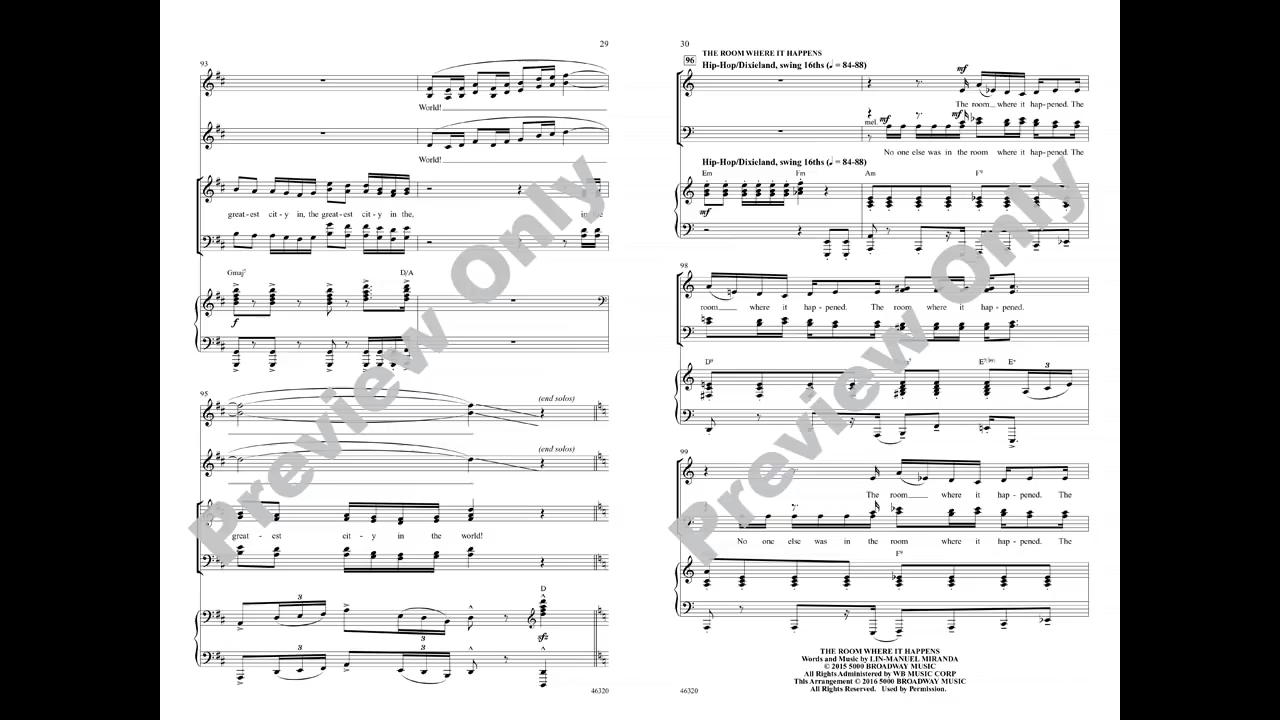 29
93
World!
World!
great-est cit-y in, the great-est cit-y in the, in the
Gmaj7 D/A
f
95
(end solos)
(end solos)
great - est cit - y in the world!
3 3
D
sfz
3 3
46320
Preview Only
30
THE ROOM WHERE IT HAPPENS
96
Hip-Hop/Dixieland, swing 16ths (♩ = 84-88)
mf
The room where it hap-pened. The
mel. mf mf
No one else was in the room where it hap-pened. The
Hip-Hop/Dixieland, swing 16ths (♩ = 84-88)
Em Fm Am F9
mf
98
room where it hap - pened. The room where it hap - pened.
D9 E7(#9) E+
3
99
The room where it hap - pened. The
No one else was in the room where it hap - pened. The
F9
THE ROOM WHERE IT HAPPENS
Words and Music by LIN-MANUEL MIRANDA
© 2015 5000 BROADWAY MUSIC
All Rights Administered by WB MUSIC CORP
This Arrangement © 2016 5000 BROADWAY MUSIC
All Rights Reserved. Used by Permission.
46320
Preview Only